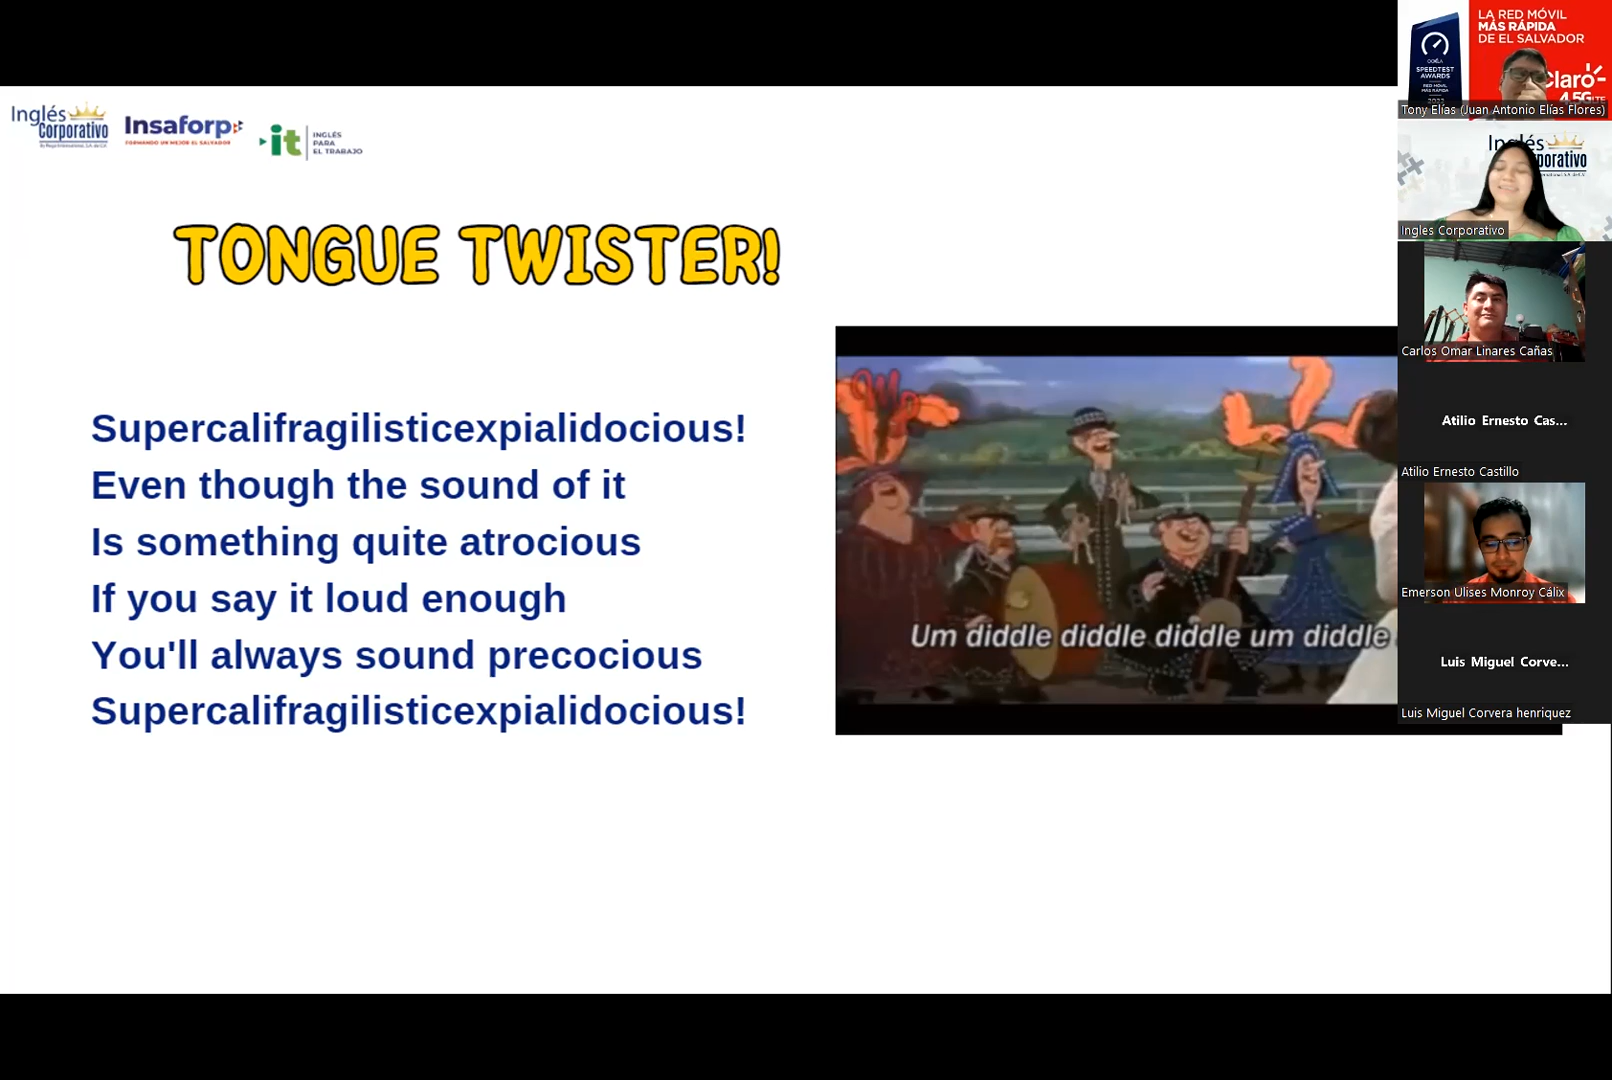 Inglés
Corporativo
Insaforp
FORMANDO UN MEJOR EL SALVADOR
it
INGLÉS
PARA
EL TRABAJO
TONGUE TWISTER!
Supercalifragilisticexpialidocious!
Even though the sound of it
Is something quite atrocious
If you say it loud enough
You'll always sound precocious
Supercalifragilisticexpialidocious!
Um diddle diddle diddle um diddle
LA RED MÓVIL
MÁS RÁPIDA
DE EL SALVADOR
SPEEDTEST
AWARDS
Claro
4.5G LTE
Tony Elías (Juan Antonio Elías Flores)
Inglés
porativo
Ingles Corporativo
Carlos Omar Linares Cañas
Atilio Ernesto Cas...
Atilio Ernesto Castillo
Emerson Ulises Monroy Cálix
Luis Miguel Corve...
Luis Miguel Corvera henriquez